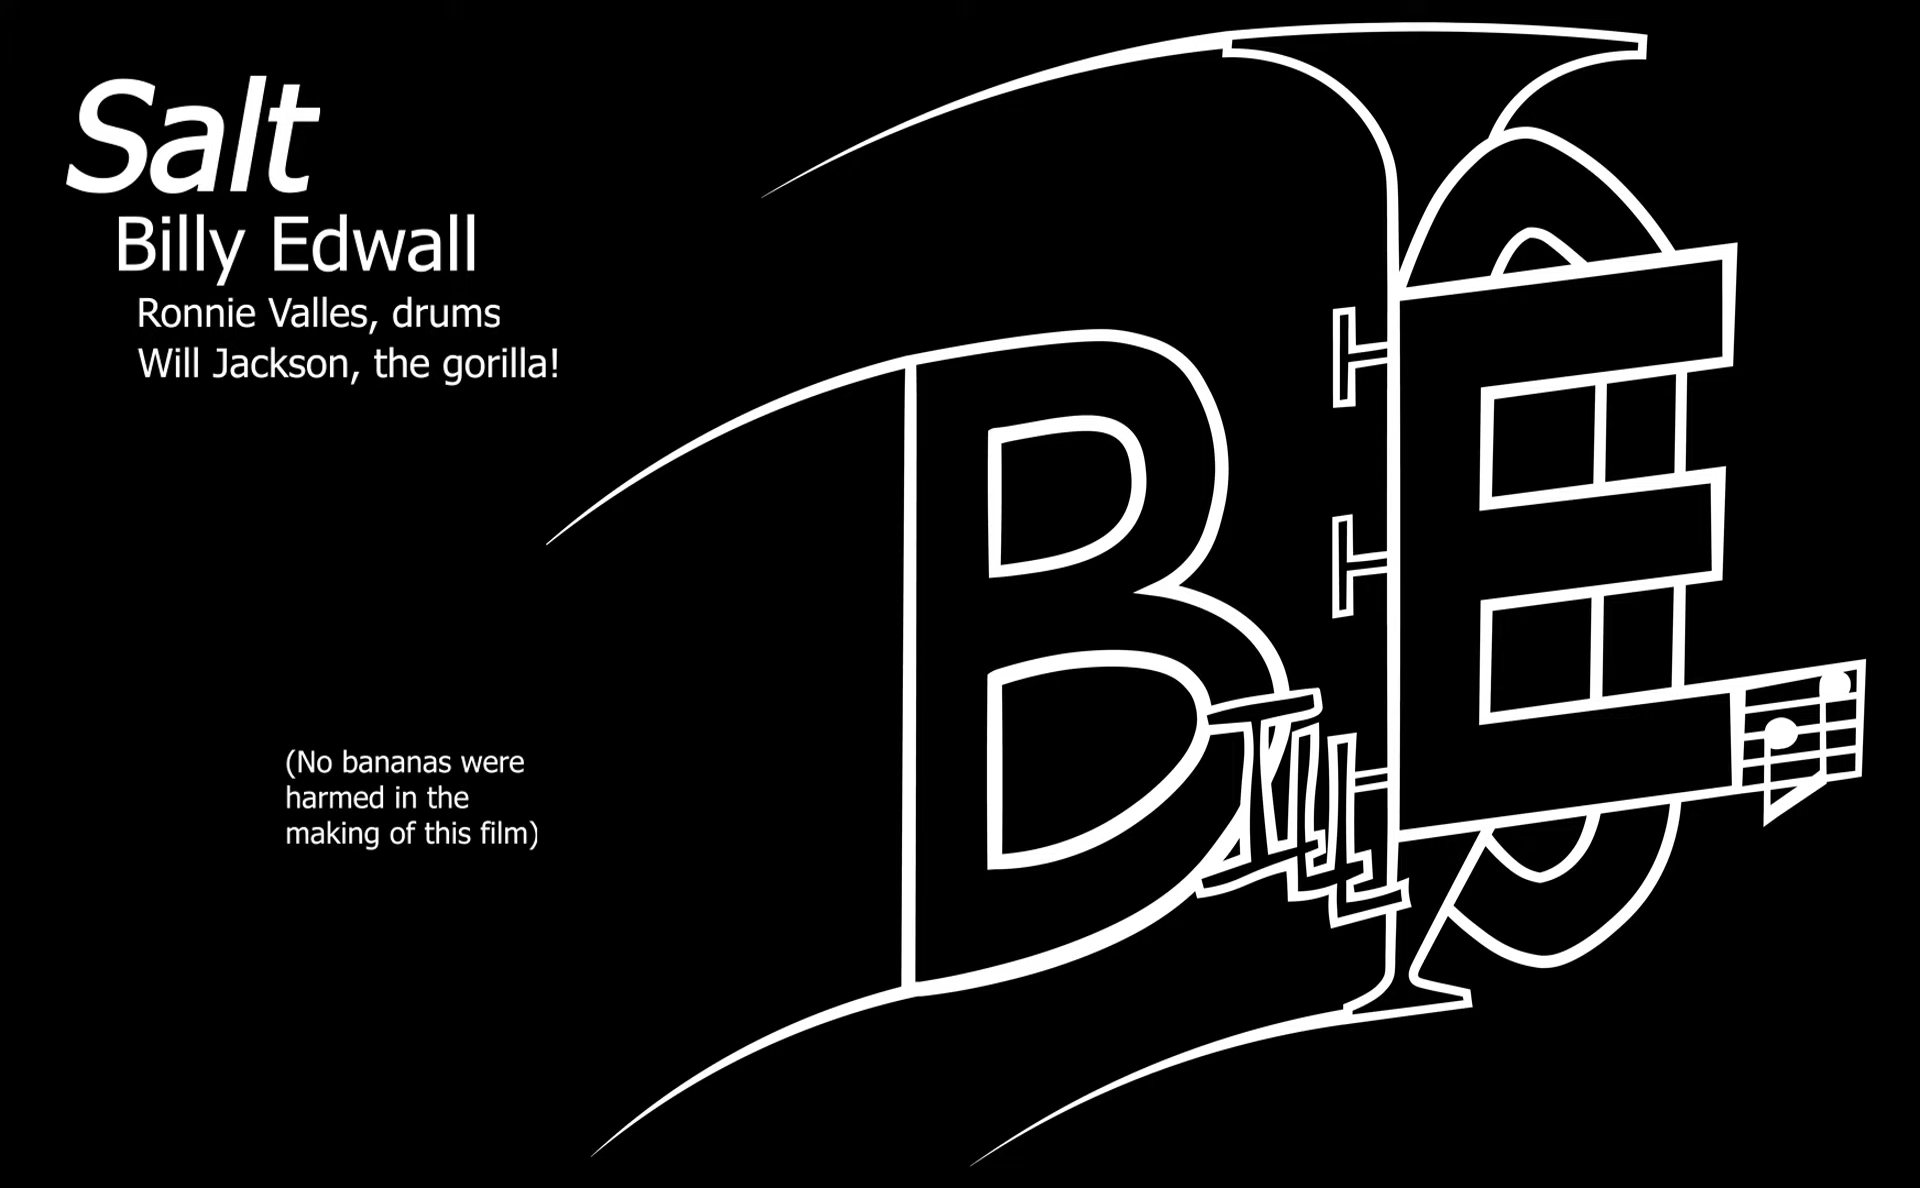 Salt
Billy Edwall
Ronnie Valles, drums
Will Jackson, the gorilla!
(No bananas were
harmed in the
making of this film)
Billy
E